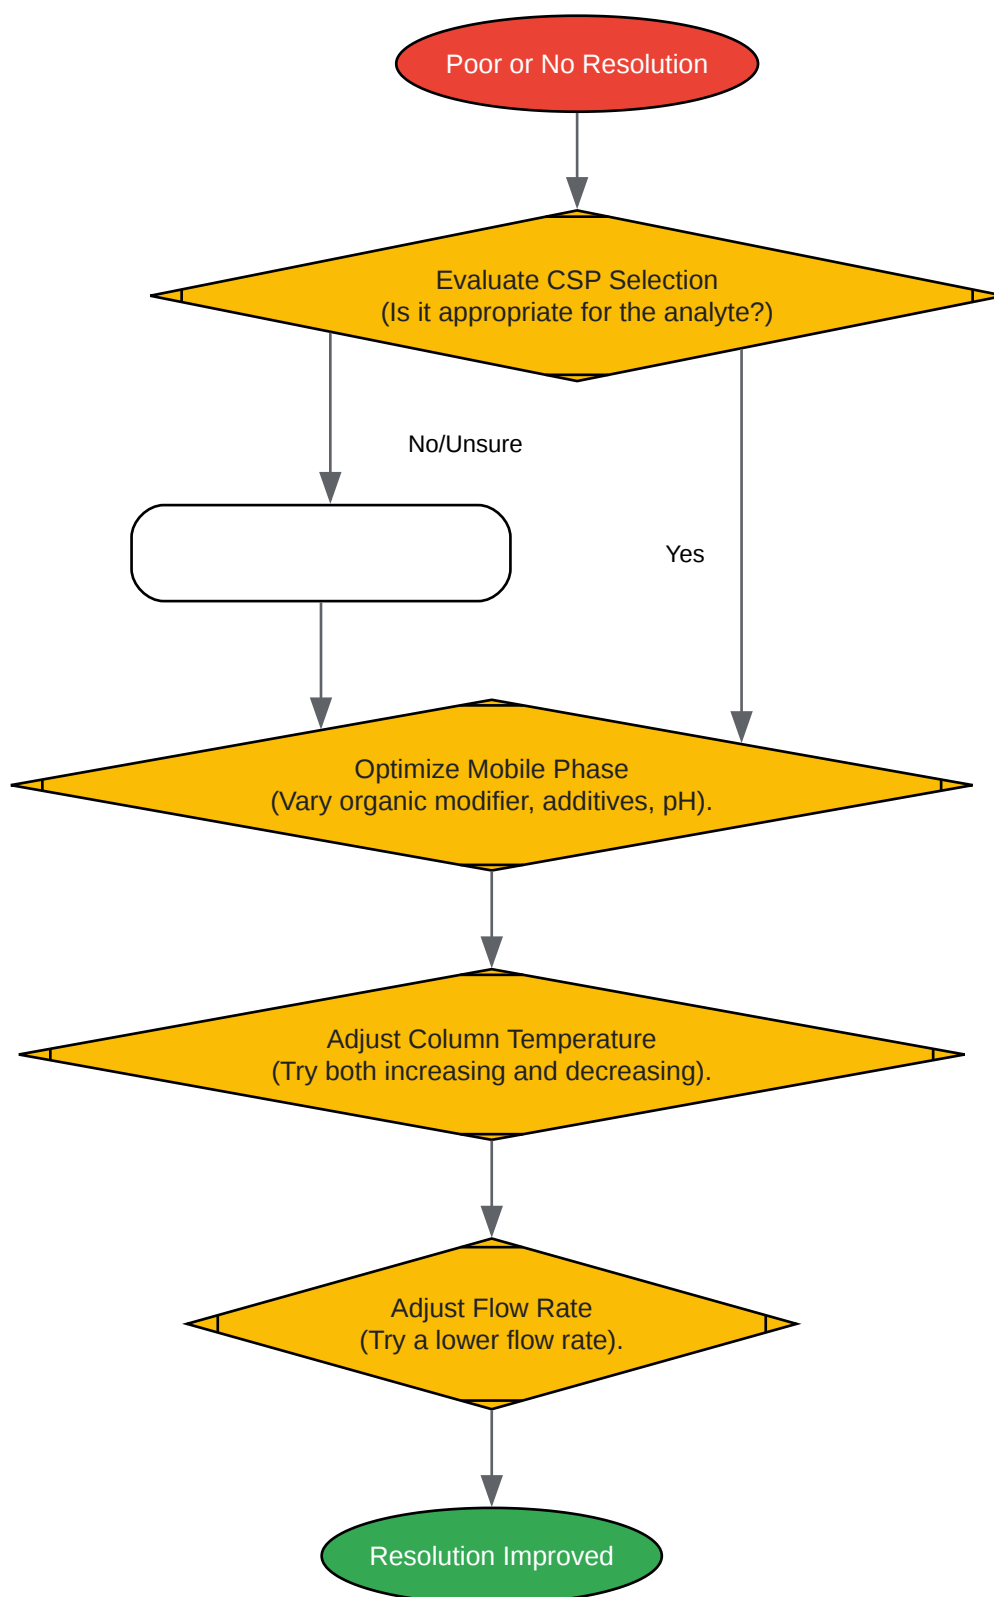 Poor or No Resolution
Evaluate CSP Selection
(Is it appropriate for the analyte?)
No/Unsure
Yes
Optimize Mobile Phase
(Vary organic modifier, additives, pH).
Adjust Column Temperature
(Try both increasing and decreasing).
Adjust Flow Rate
(Try a lower flow rate).
Resolution Improved